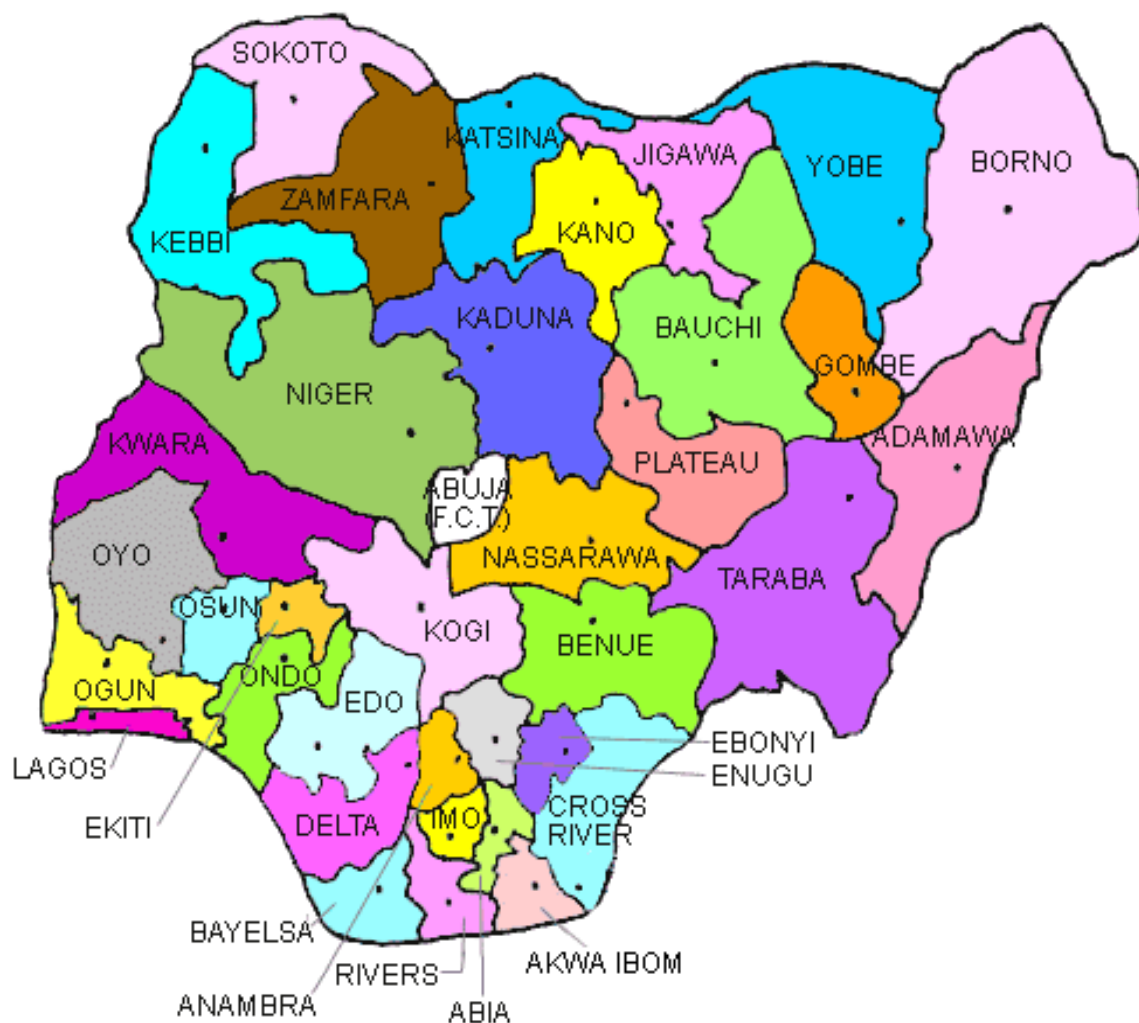 SOKOTO
KATSINA
JIGAWA
YOBE
BORNO
ZAMFARA
KEBBI
KANO
KADUNA
BAUCHI
GOMBE
NIGER
KWARA
ADAMAWA
PLATEAU
ABUJA
(F.C.T.)
OYO
NASSARAWA
TARABA
OSUN
KOGI
BENUE
ONDO
OGUN
EDO
EBONYI
LAGOS
ENUGU
CROSS
RIVER
EKITI
DELTA
IMO
BAYELSA
RIVERS
AKWA IBOM
ANAMBRA
ABIA